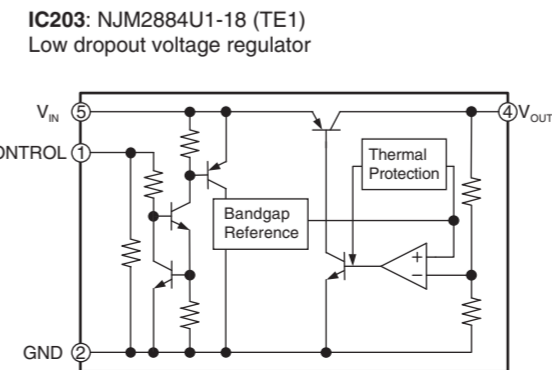 IC203: NJM2884U1-18 (TE1)
Low dropout voltage regulator
VIN 5
4 VOUT
ONTROL 1
Thermal
Protection
Bandgap
Reference
+
−
GND 2